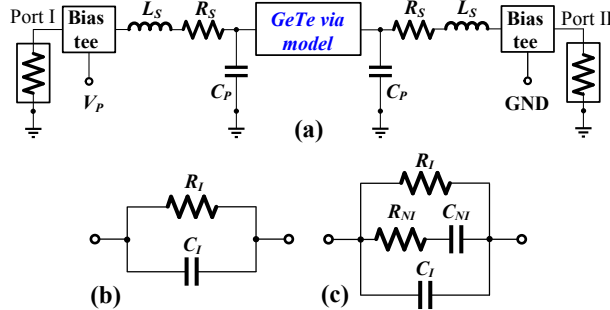 Port I
Bias
tee
L_S
R_S
GeTe via
model
R_S
L_S
Bias
tee
Port II
C_P
C_P
V_P
GND
(a)
R_I
C_I
(b)
R_I
R_NI
C_NI
C_I
(c)